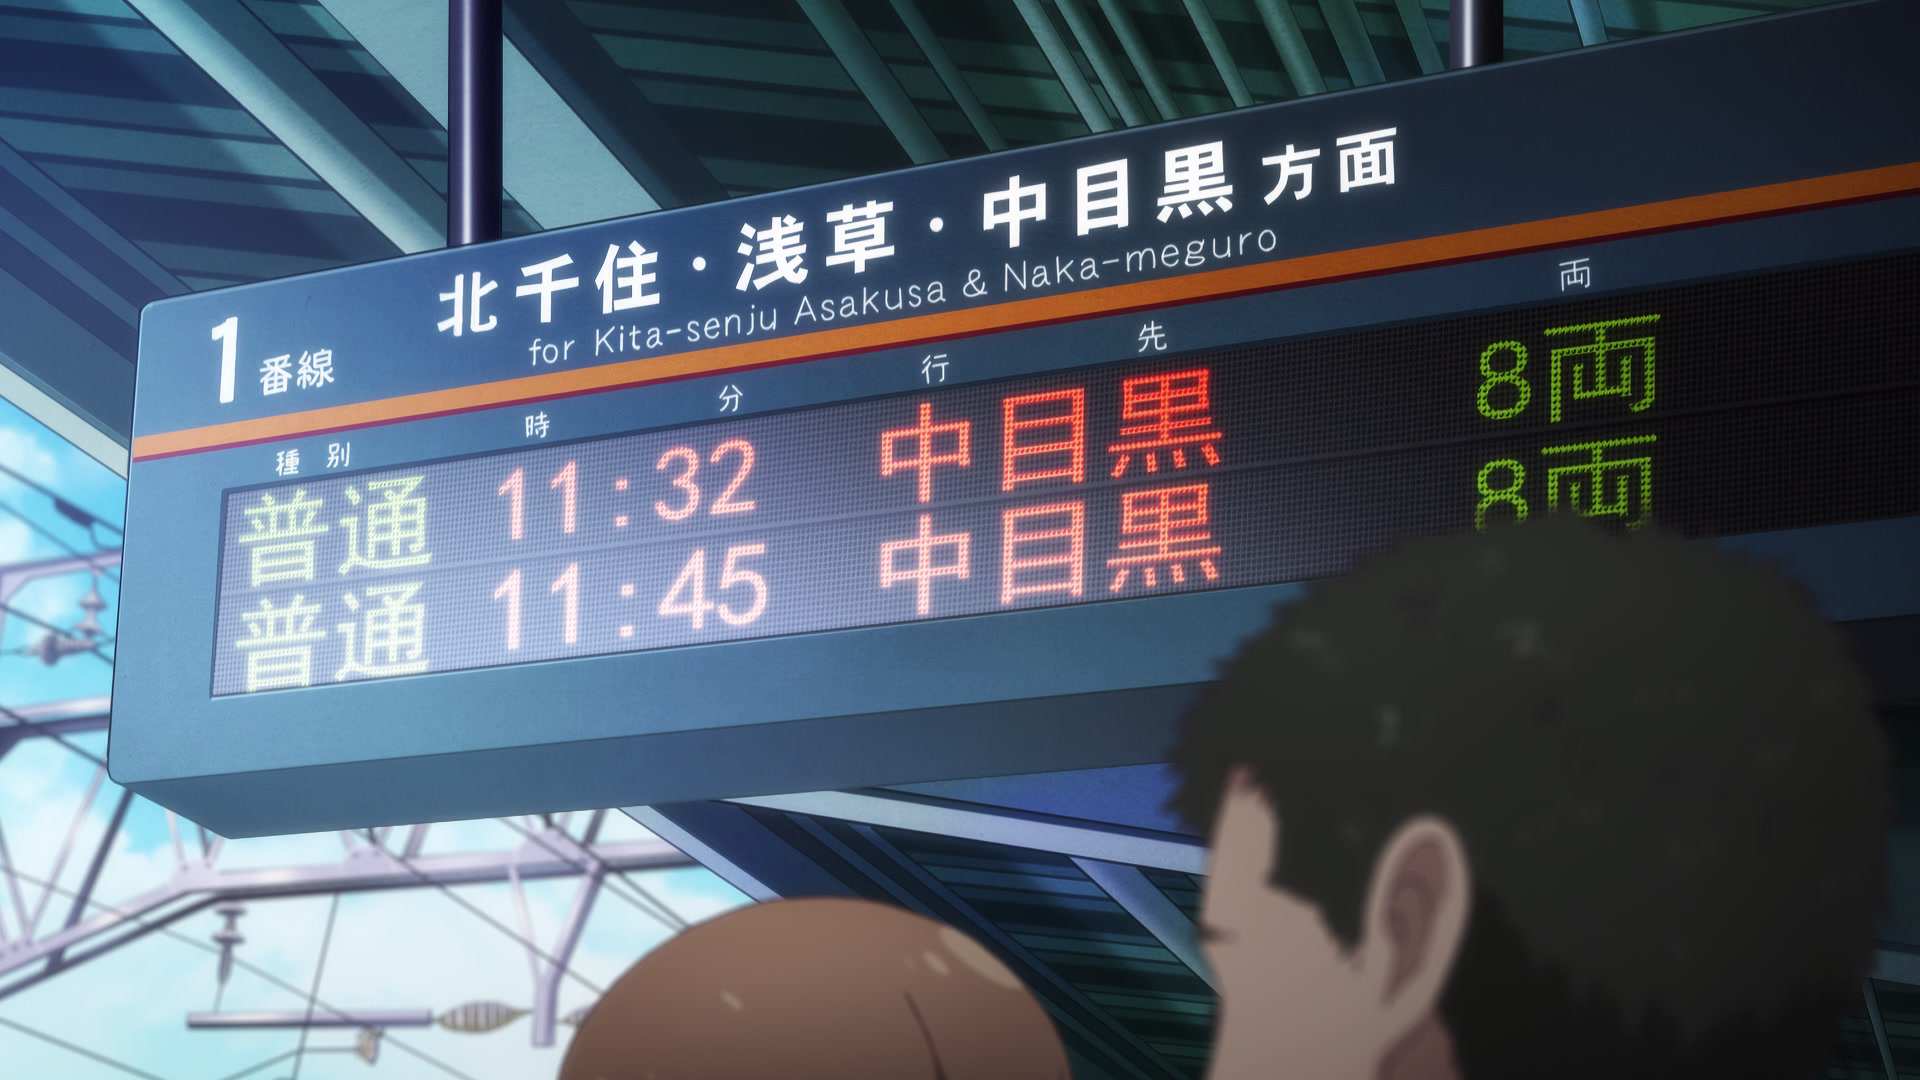 1番線 北千住・浅草・中目黒方面
for Kita-senju Asakusa & Naka-meguro
種別 時 分 行 先 両
普通 11:32 中目黒 8両
普通 11:45 中目黒 8両